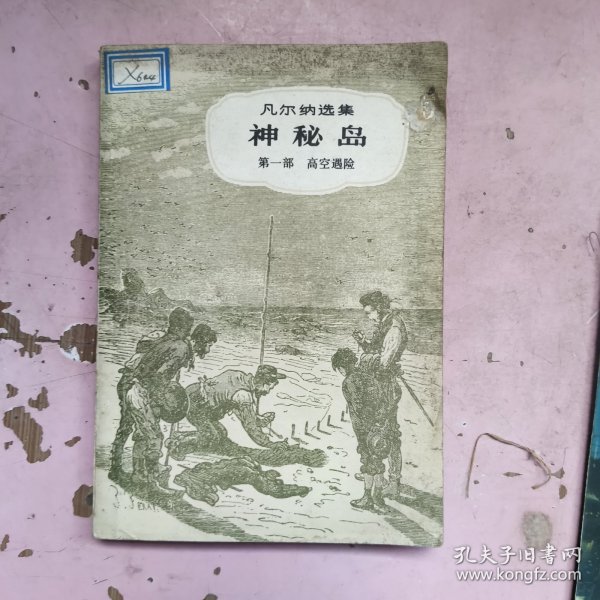 X644
凡尔纳选集
神秘岛
第一部 高空遇险
孔夫子旧书网
www.kongfz.com